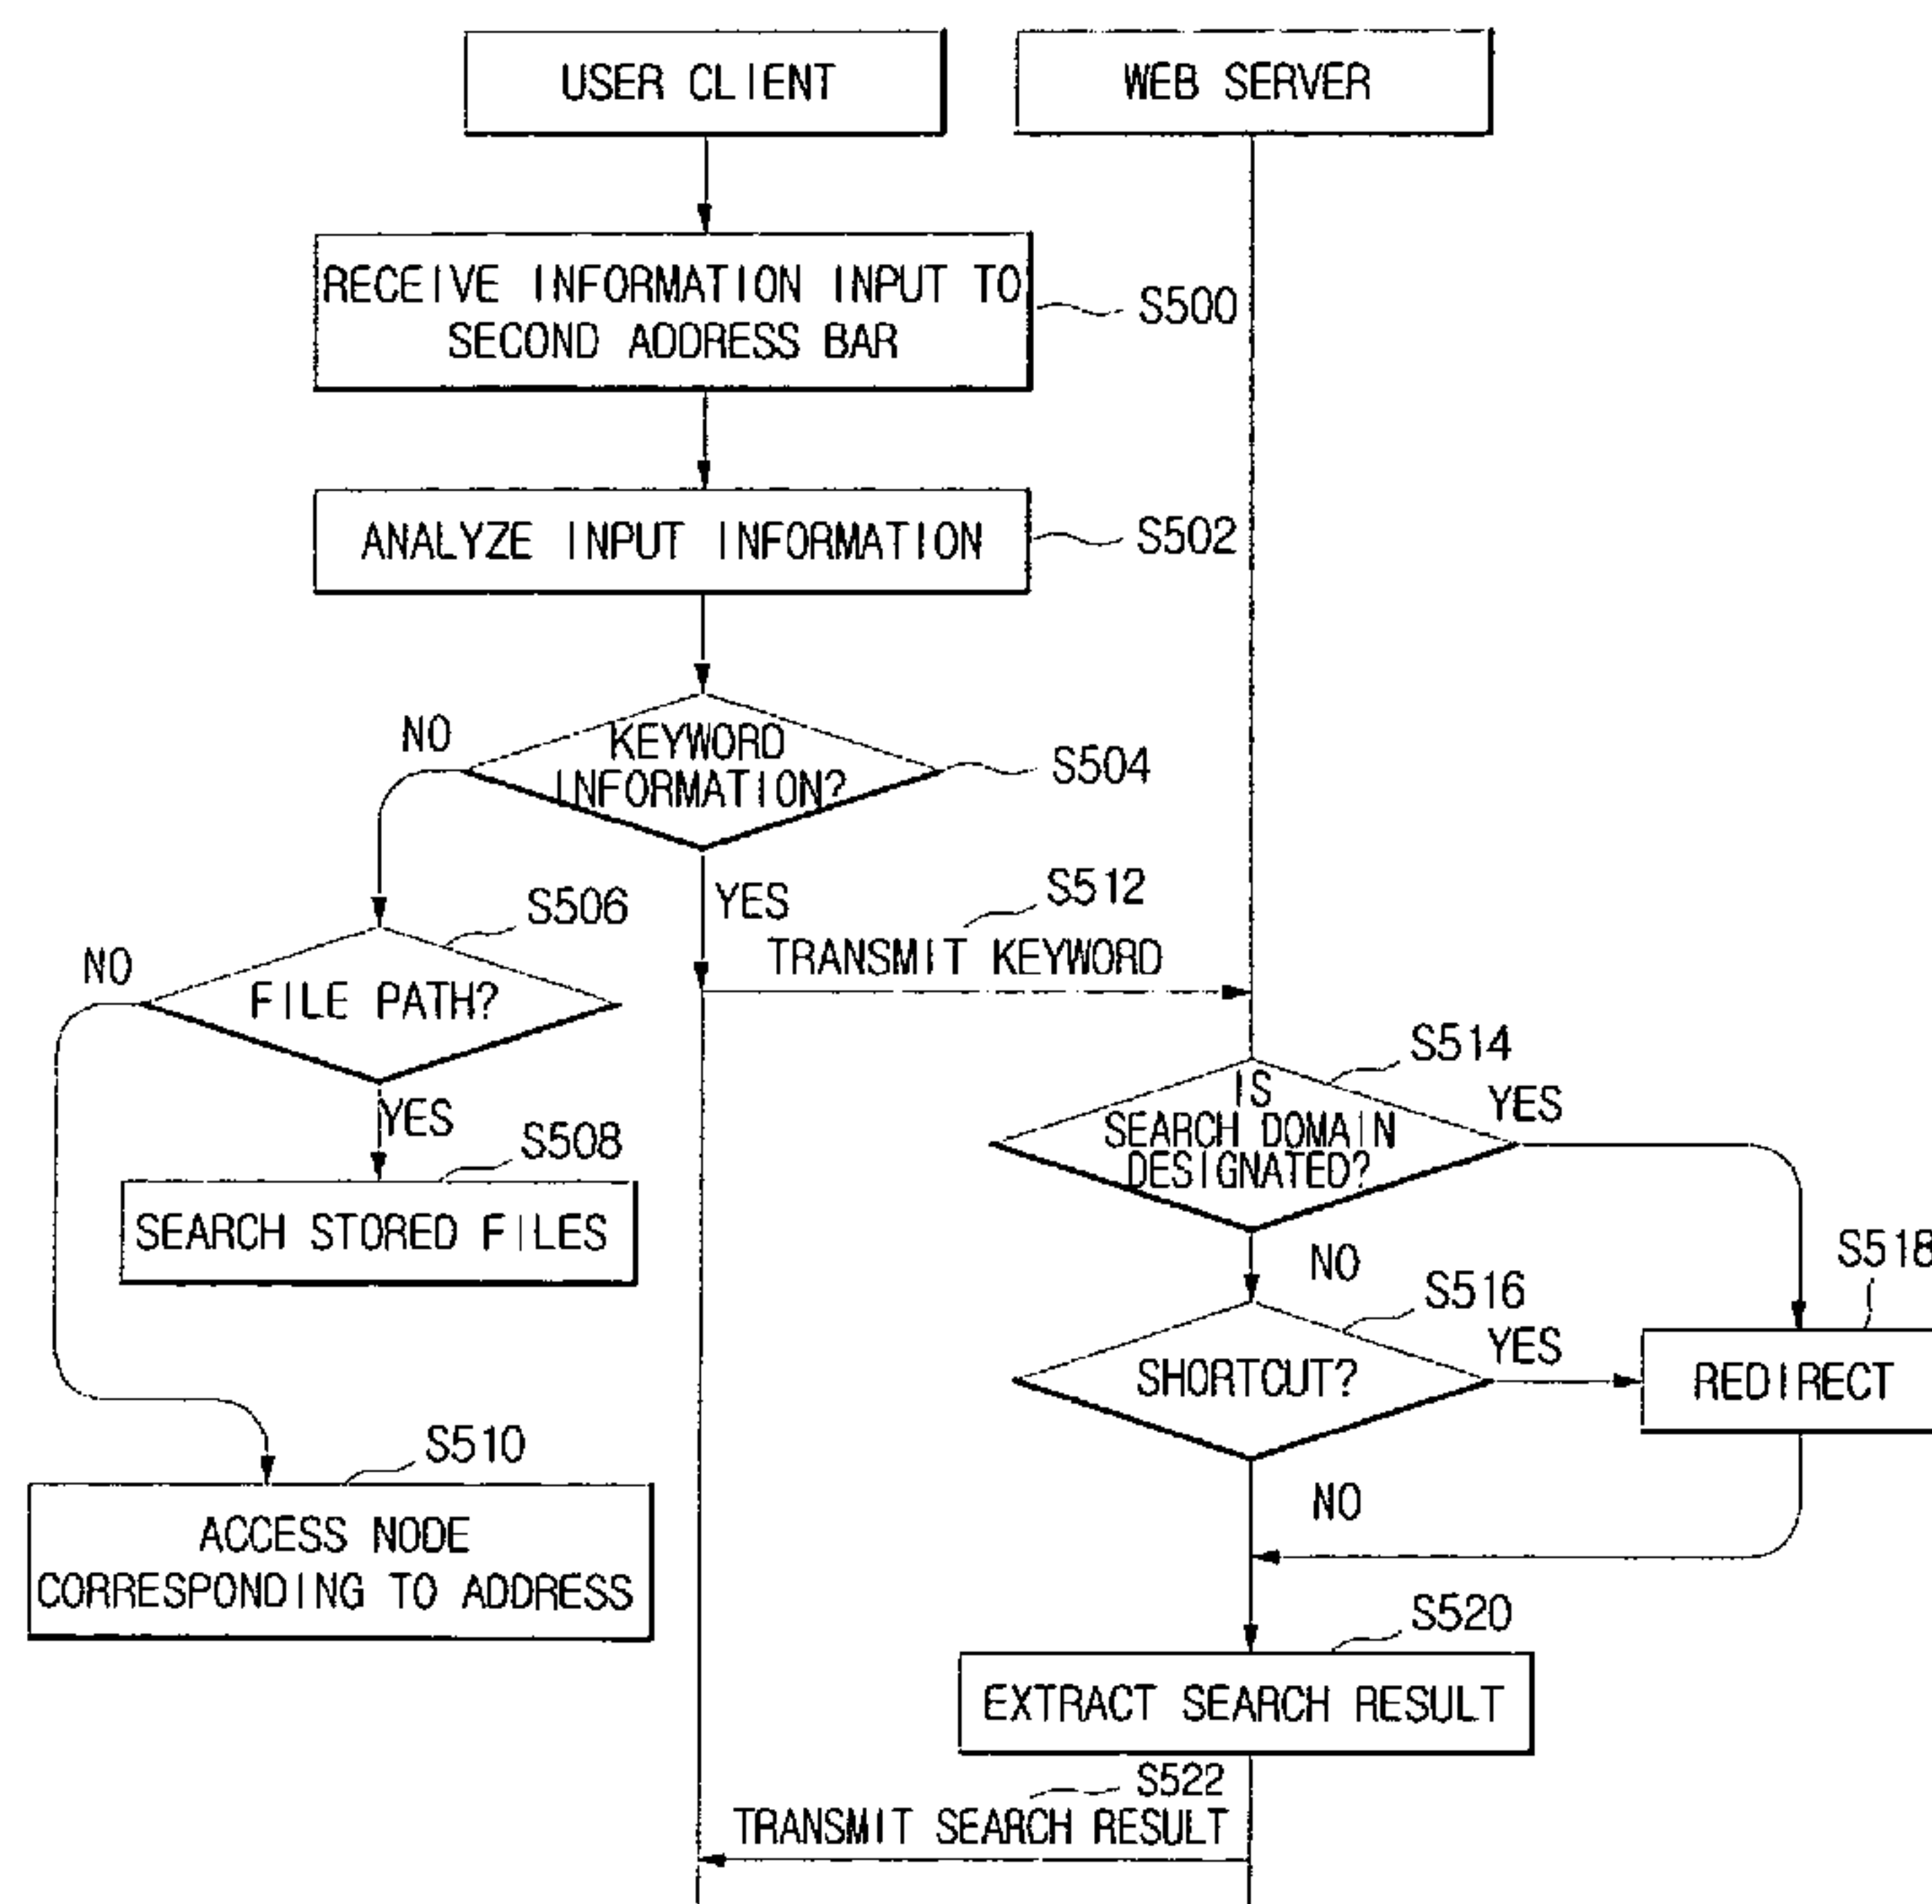 USER CLIENT
WEB SERVER
RECEIVE INFORMATION INPUT TO
SECOND ADDRESS BAR
S500
ANALYZE INPUT INFORMATION
S502
NO
KEYWORD
INFORMATION?
S504
S506
YES
S512
TRANSMIT KEYWORD
NO
FILE PATH?
S514
IS
SEARCH DOMAIN
DESIGNATED?
YES
YES
S508
SEARCH STORED FILES
NO
S518
S516
YES
SHORTCUT?
REDIRECT
S510
NO
ACCESS NODE
CORRESPONDING TO ADDRESS
S520
EXTRACT SEARCH RESULT
S522
TRANSMIT SEARCH RESULT